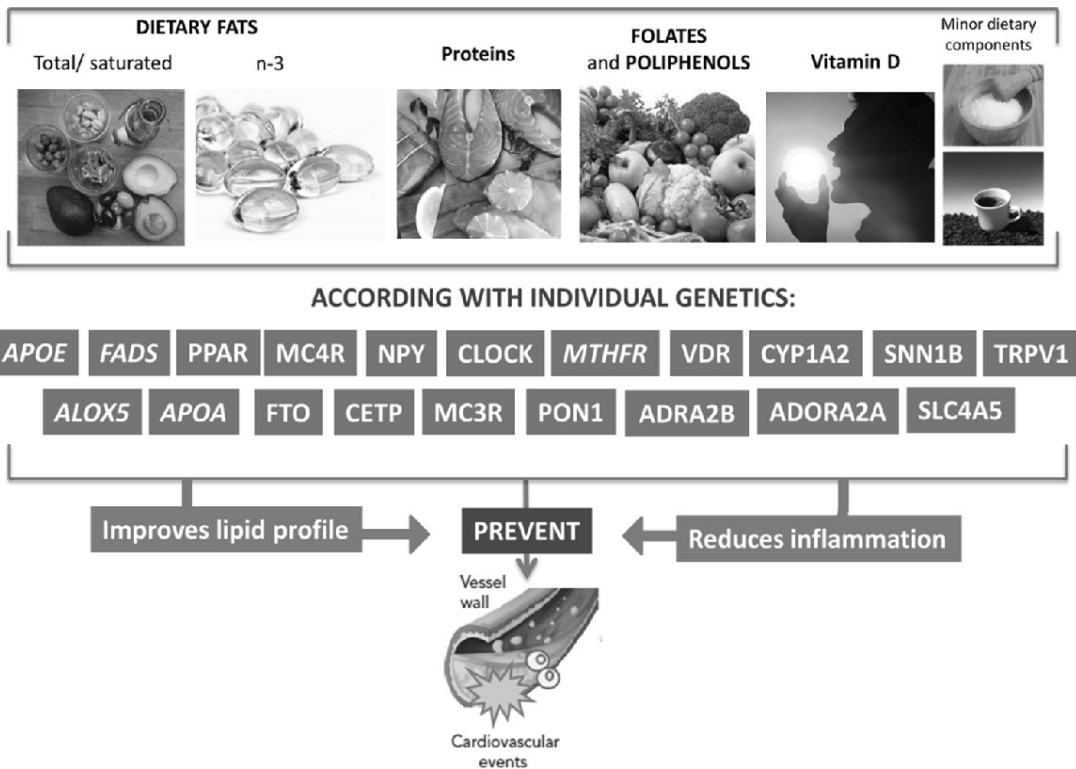 DIETARY FATS
Total/ saturated
n-3
Proteins
FOLATES
and POLIPHENOLS
Vitamin D
Minor dietary
components
ACCORDING WITH INDIVIDUAL GENETICS:
APOE FADS PPAR MC4R NPY CLOCK MTHFR VDR CYP1A2 SNN1B TRPV1
ALOX5 APOA FTO CETP MC3R PON1 ADRA2B ADORA2A SLC4A5
Improves lipid profile
PREVENT
Reduces inflammation
Vessel
wall
Cardiovascular
events